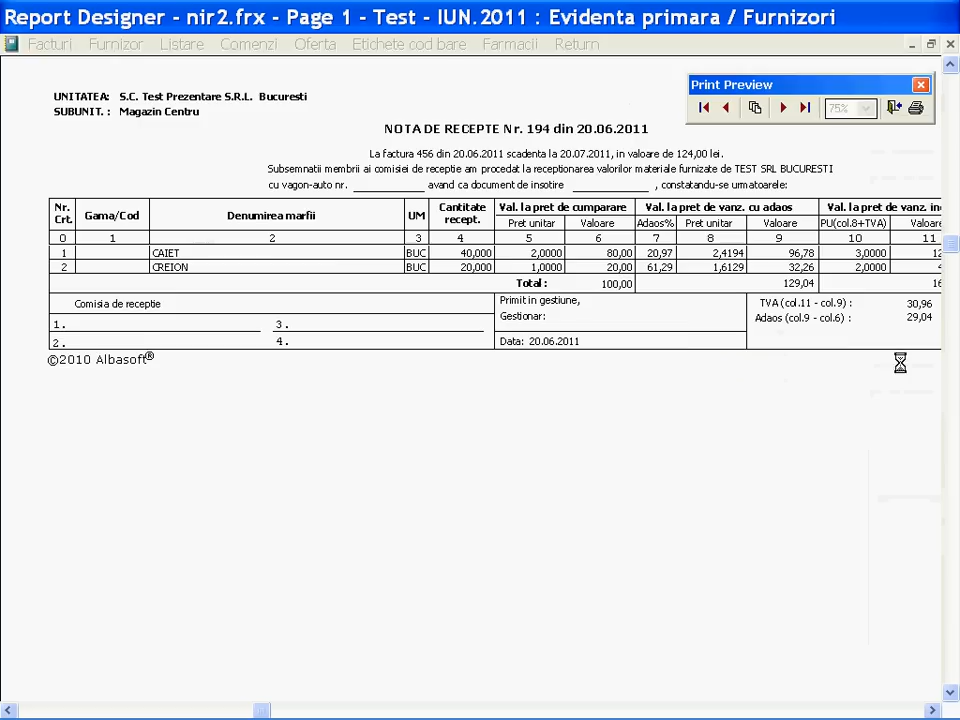 Report Designer - nir2.frx - Page 1 - Test - IUN.2011 : Evidenta primara / Furnizori
Facturi Furnizor Listare Comenzi Oferta Etichete cod bare Farmacii Return
Print Preview
75%
UNITATEA: S.C. Test Prezentare S.R.L. Bucuresti
SUBUNIT. : Magazin Centru
NOTA DE RECEPTE Nr. 194 din 20.06.2011
La factura 456 din 20.06.2011 scadenta la 20.07.2011, in valoare de 124,00 lei.
Subsemnatii membrii ai comisiei de receptie am procedat la receptionarea valorilor materiale furnizate de TEST SRL BUCURESTI
cu vagon-auto nr. ____________ avand ca document de insotire ____________ , constatandu-se urmatoarele:
Nr. Crt. Gama/Cod Denumirea marfii UM Cantitate recept. Val. la pret de cumparare Val. la pret de vanz. cu adaos Val. la pret de vanz.
Pret unitar Valoare Adaos% Pret unitar Valoare PU(col.8+TVA) Valoare
0 1 2 3 4 5 6 7 8 9 10 11
1 CAIET BUC 40,000 2,0000 80,00 20,97 2,4194 96,78 3,0000
2 CREION BUC 20,000 1,0000 20,00 61,29 1,6129 32,26 2,0000
Total : 100,00 129,04
Comisia de receptie
1. 3.
2. 4.
Primit in gestiune,
Gestionar:
Data: 20.06.2011
TVA (col.11 - col.9) : 30,96
Adaos (col.9 - col.6) : 29,04
©2010 Albasoft®